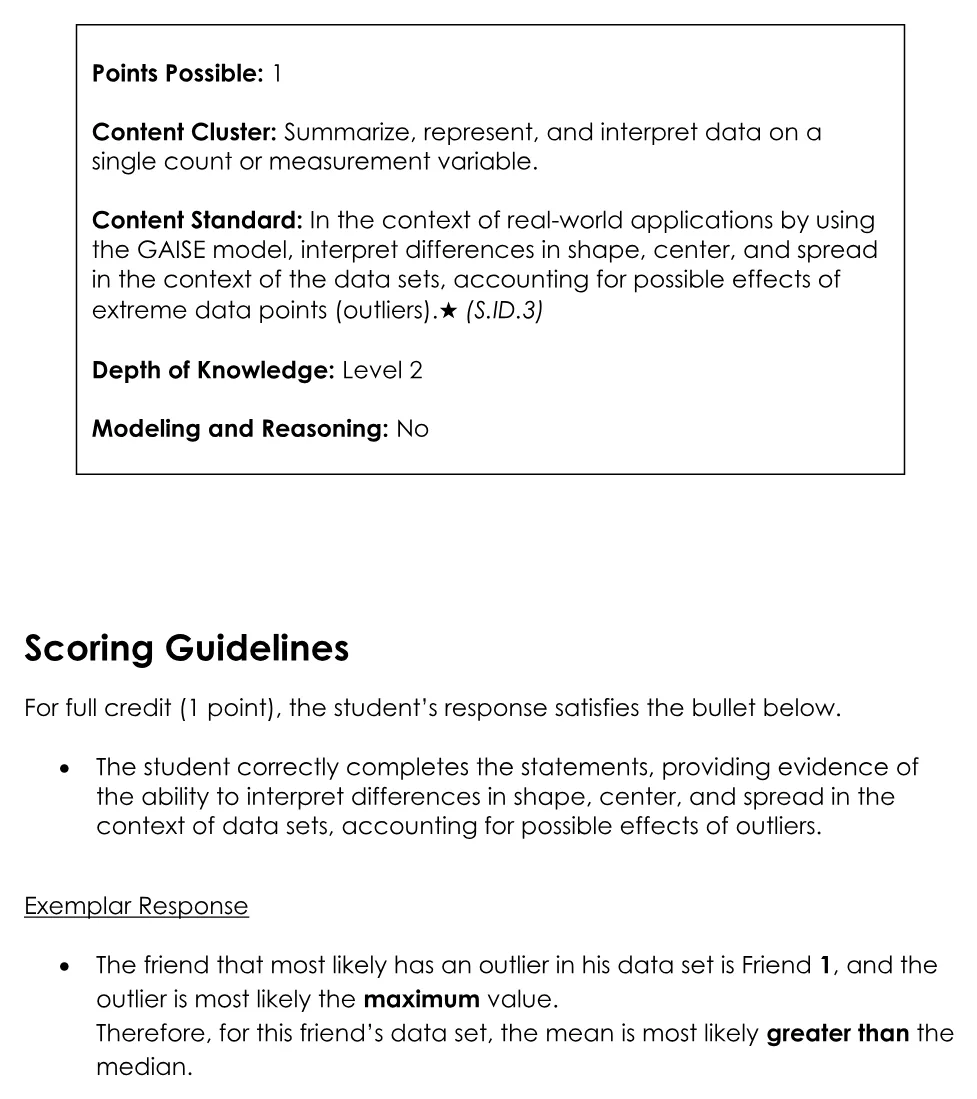 Points Possible: 1
Content Cluster: Summarize, represent, and interpret data on a
single count or measurement variable.
Content Standard: In the context of real-world applications by using
the GAISE model, interpret differences in shape, center, and spread
in the context of the data sets, accounting for possible effects of
extreme data points (outliers).★ (S.ID.3)
Depth of Knowledge: Level 2
Modeling and Reasoning: No
Scoring Guidelines
For full credit (1 point), the student’s response satisfies the bullet below.
• The student correctly completes the statements, providing evidence of
the ability to interpret differences in shape, center, and spread in the
context of data sets, accounting for possible effects of outliers.
Exemplar Response
• The friend that most likely has an outlier in his data set is Friend 1, and the
outlier is most likely the maximum value.
Therefore, for this friend’s data set, the mean is most likely greater than the
median.